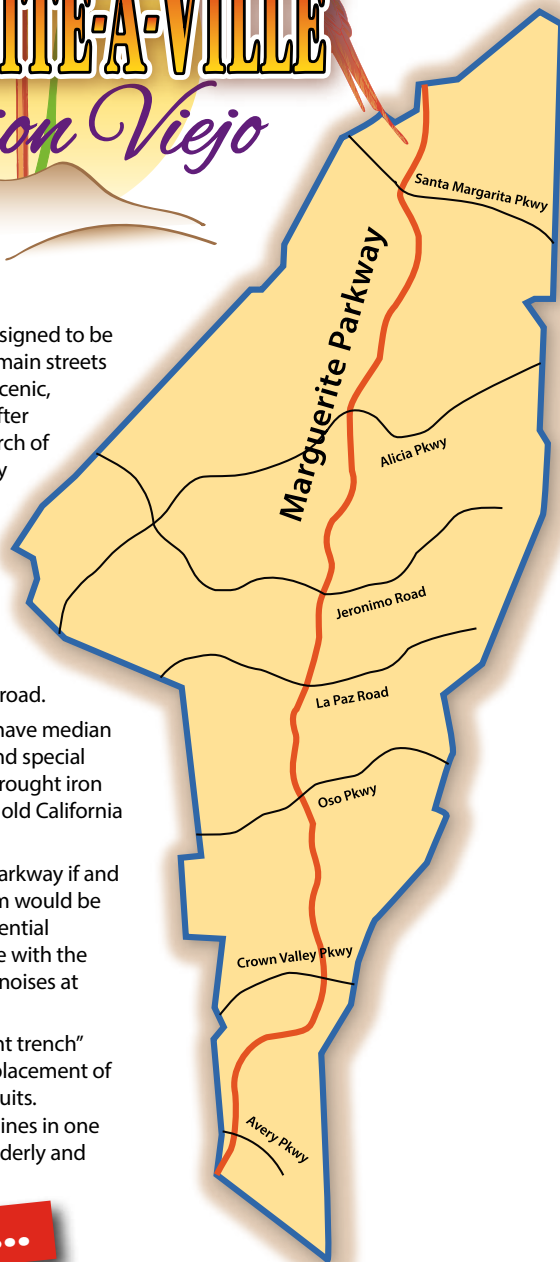 ITE-A-VILLE
on Viejo
signed to be
main streets
cenic,
fter
rch of
y
road.
have median
nd special
rought iron
old California
arkway if and
m would be
ential
e with the
noises at
nt trench”
placement of
uits.
ines in one
derly and
...
Santa Margarita Pkwy
Marguerite Parkway
Alicia Pkwy
Jeronimo Road
La Paz Road
Oso Pkwy
Crown Valley Pkwy
Avery Pkwy